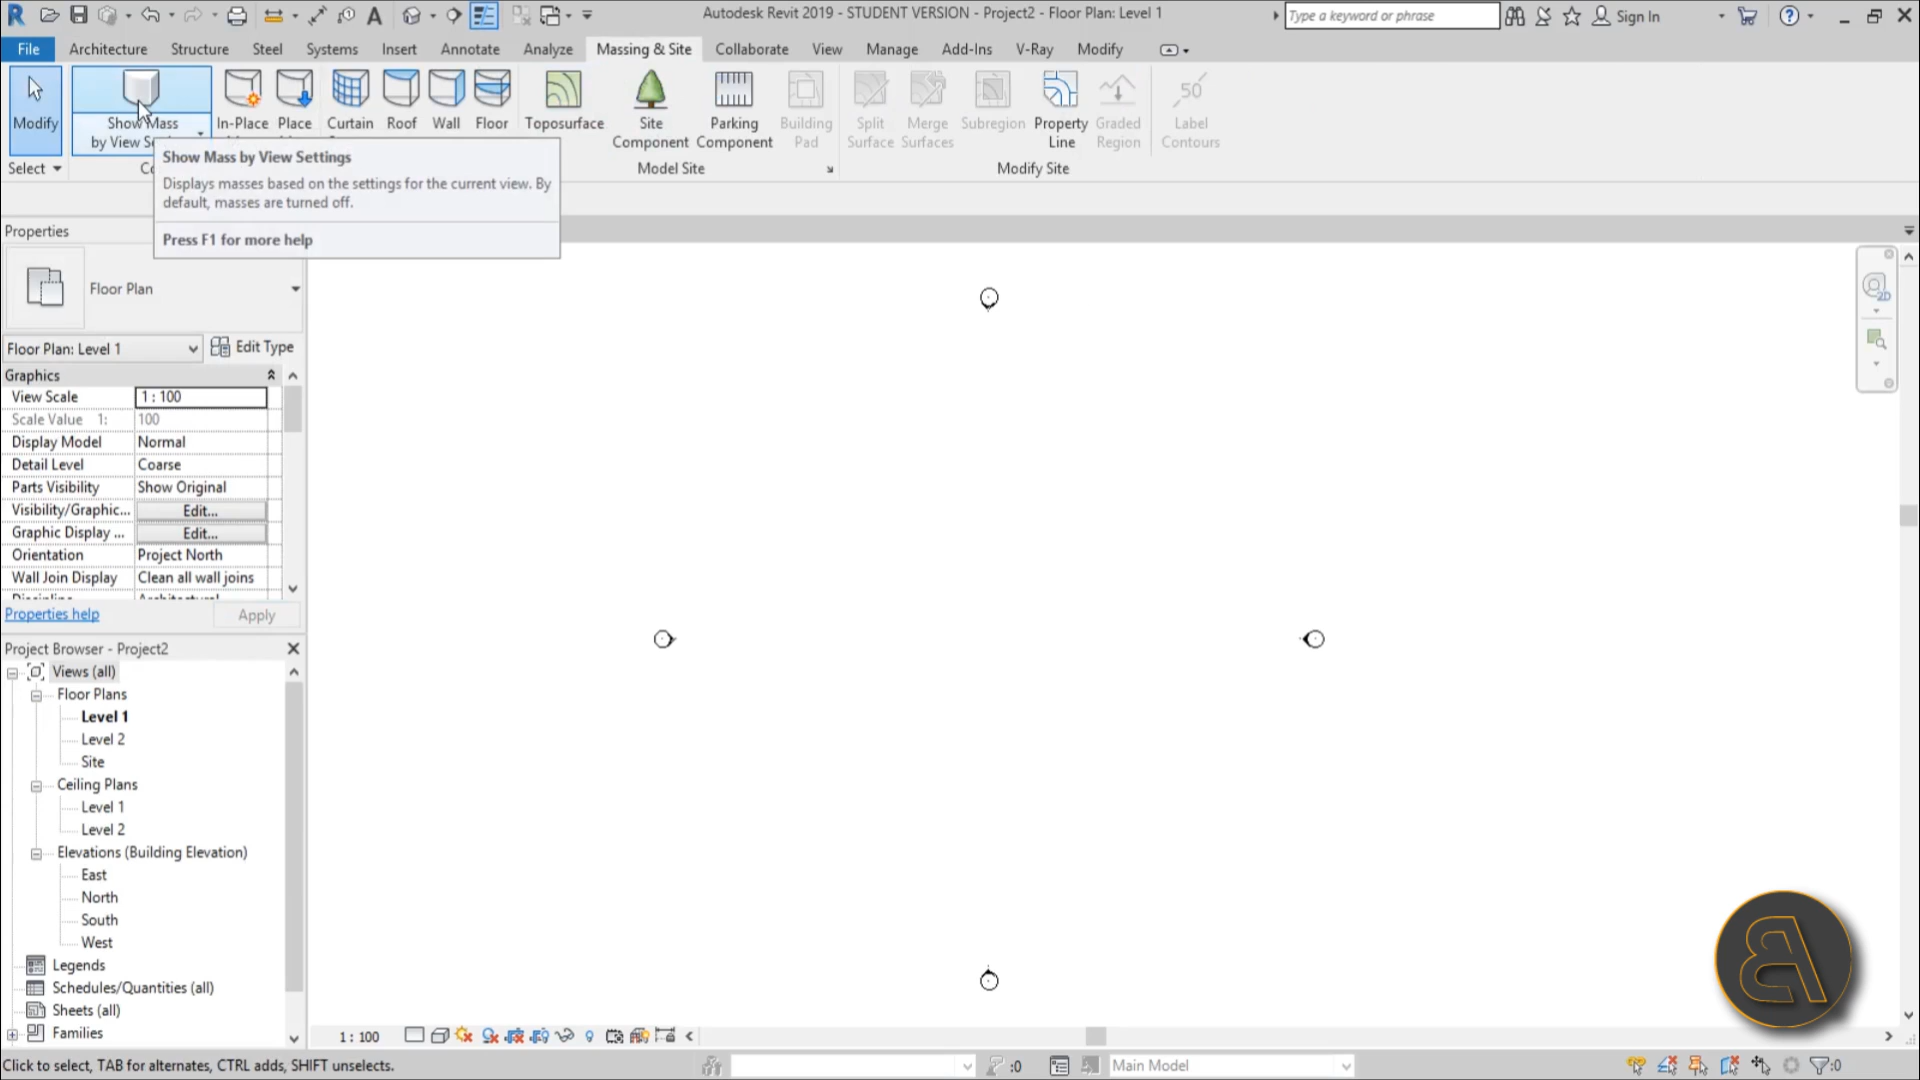 Autodesk Revit 2019 - STUDENT VERSION - Project2 - Floor Plan: Level 1
Type a keyword or phrase
Sign In
File Architecture Structure Steel Systems Insert Annotate Analyze Massing & Site Collaborate View Manage Add-Ins V-Ray Modify
Modify
Show Mass
by View Se
In-Place
Place
Curtain
Roof
Wall
Floor
Toposurface
Site
Component
Parking
Component
Building
Pad
Split
Surface
Merge
Surfaces
Subregion
Property
Line
Graded
Region
50
Label
Contours
Select
Model Site
Modify Site
Show Mass by View Settings
Displays masses based on the settings for the current view. By
default, masses are turned off.
Press F1 for more help
Properties
Floor Plan
Floor Plan: Level 1
Edit Type
Graphics
View Scale 1 : 100
Scale Value 1: 100
Display Model Normal
Detail Level Coarse
Parts Visibility Show Original
Visibility/Graphic... Edit...
Graphic Display ... Edit...
Orientation Project North
Wall Join Display Clean all wall joins
Discipline Architectural
Properties help
Apply
Project Browser - Project2
Views (all)
Floor Plans
Level 1
Level 2
Site
Ceiling Plans
Level 1
Level 2
Elevations (Building Elevation)
East
North
South
West
Legends
Schedules/Quantities (all)
Sheets (all)
Families
2D
1 : 100
Click to select, TAB for alternates, CTRL adds, SHIFT unselects.
:0
Main Model
:0